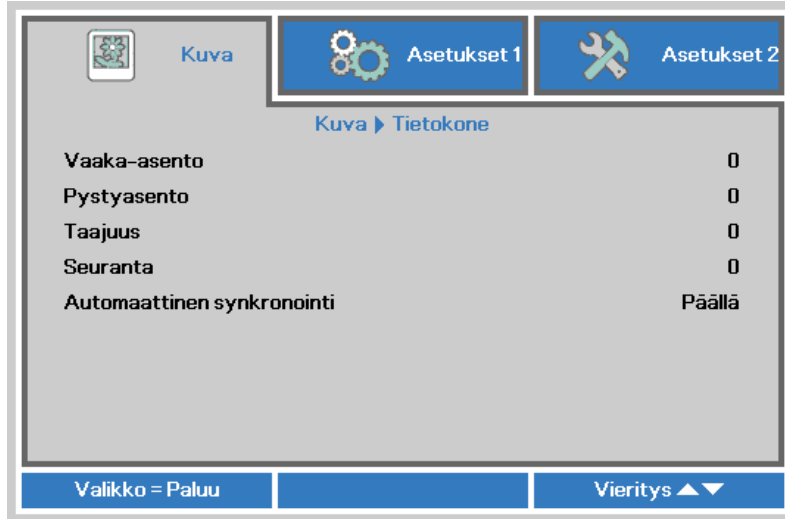 Kuva
Asetukset 1
Asetukset 2
Kuva ▶ Tietokone
Vaaka-asento 0
Pystyasento 0
Taajuus 0
Seuranta 0
Automaattinen synkronointi Päällä
Valikko = Paluu
Vieritys ▲▼